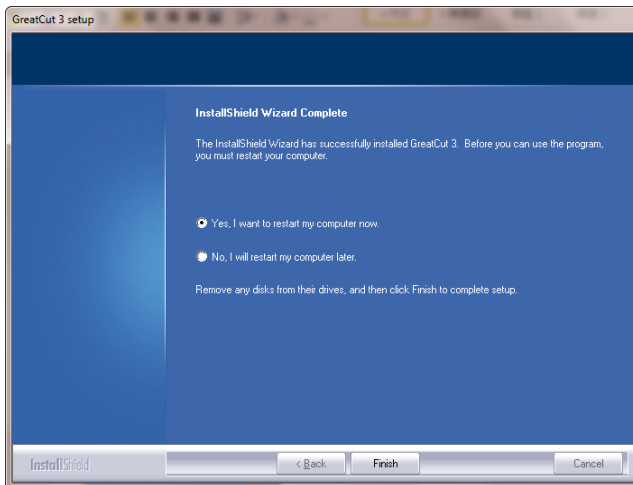 GreatCut 3 setup
InstallShield Wizard Complete
The InstallShield Wizard has successfully installed GreatCut 3. Before you can use the program,
you must restart your computer.
Yes, I want to restart my computer now.
No, I will restart my computer later.
Remove any disks from their drives, and then click Finish to complete setup.
InstallShield
< Back
Finish
Cancel